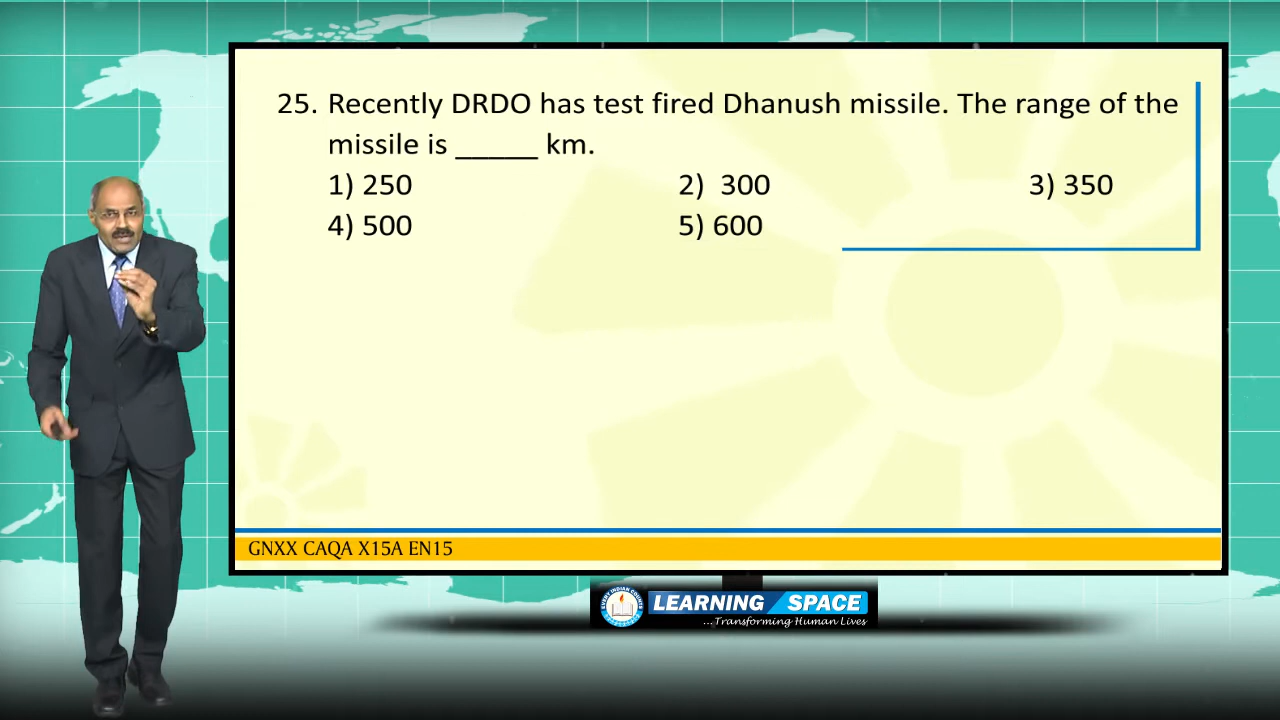 25. Recently DRDO has test fired Dhanush missile. The range of the
missile is _____ km.
1) 250 2) 300 3) 350
4) 500 5) 600
GNXX CAQA X15A EN15
LEARNING SPACE
...Transforming Human Lives